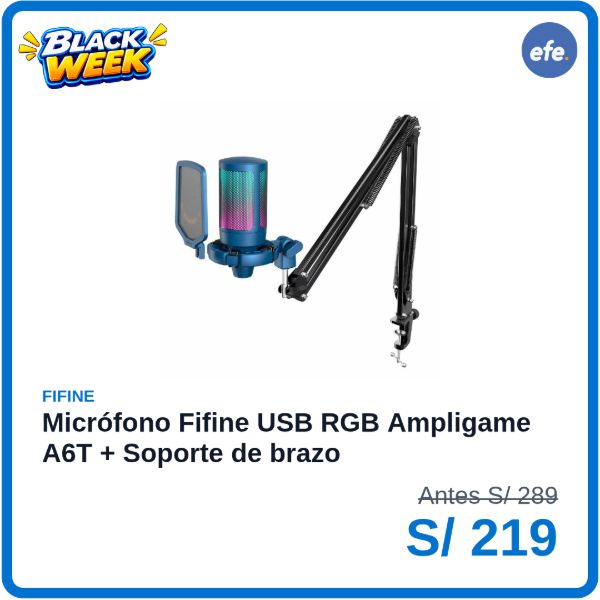 BLACK
WEEK
efe.
FIFINE
Micrófono Fifine USB RGB Ampligame
A6T + Soporte de brazo
Antes S/ 289
S/ 219